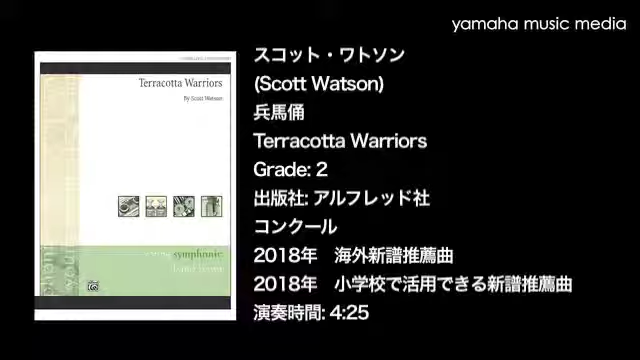 yamaha music media
スコット・ワトソン
(Scott Watson)
兵馬俑
Terracotta Warriors
Grade: 2
出版社: アルフレッド社
コンクール
2018年　海外新譜推薦曲
2018年　小学校で活用できる新譜推薦曲
演奏時間: 4:25
Terracotta Warriors
By Scott Watson
young symphonic